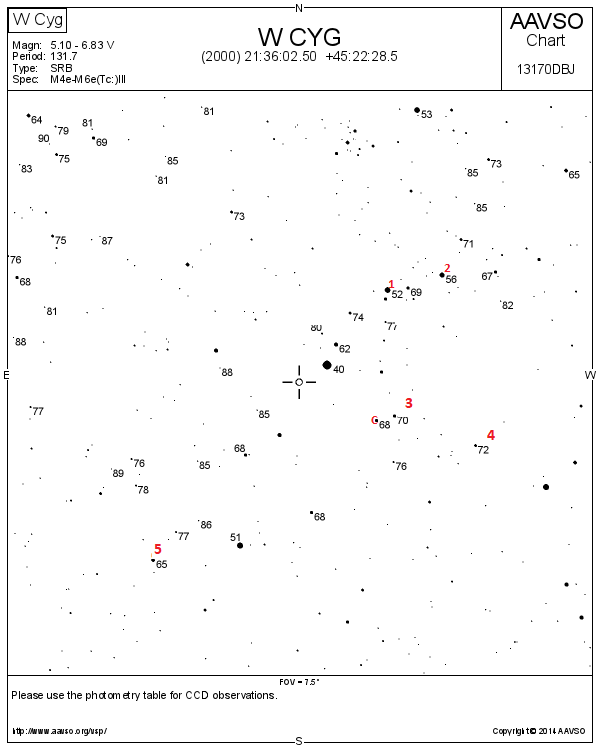 N
W Cyg
Magn: 5.10 - 6.83 V
Period: 131.7
Type: SRB
Spec: M4e-M6e(Tc:)III
W CYG
(2000) 21:36:02.50 +45:22:28.5
AAVSO
Chart
13170DBJ
64
81
53
79
81
90
69
75
85
73
83
85
65
81
73
85
75
87
71
76
2
67
68
1
56
52
69
82
81
74
77
80
88
62
88
40
E
W
3
77
85
C
68
70
4
68
72
76
85
76
89
78
86
68
77
51
5
65
FOV = 7.5°
Please use the photometry table for CCD observations.
http://www.aavso.org/vsp/
Copyright © 2014 AAVSO
S